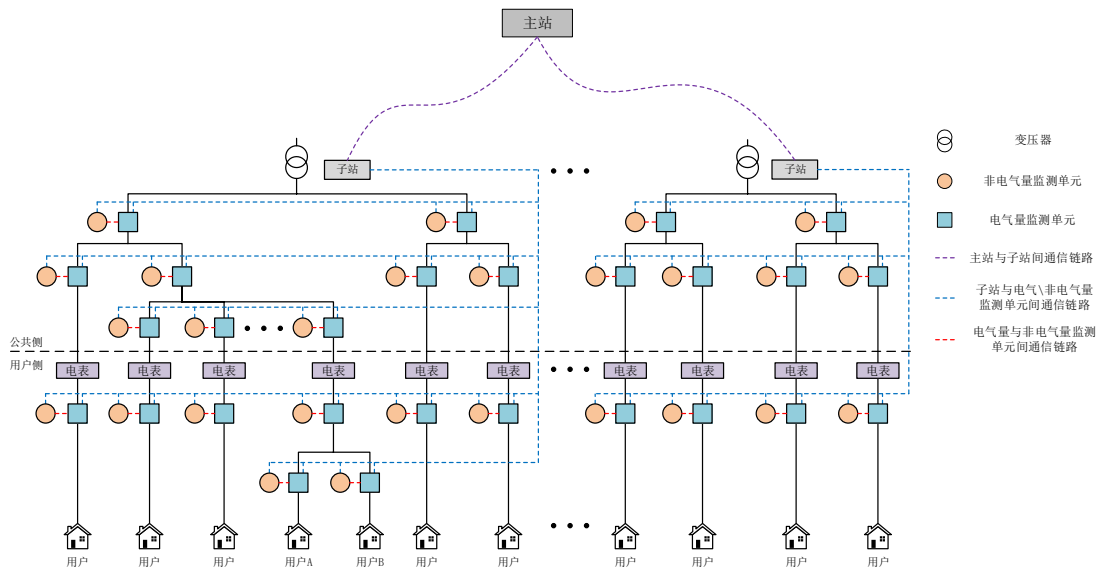 主站
子站
子站
变压器
非电气量监测单元
电气量监测单元
主站与子站间通信链路
子站与电气\非电气量
监测单元间通信链路
电气量与非电气量监测
单元间通信链路
公共侧
用户侧
电表 电表 电表 电表 电表 电表 电表 电表 电表 电表
用户 用户 用户 用户A 用户B 用户 用户 用户 用户 用户 用户